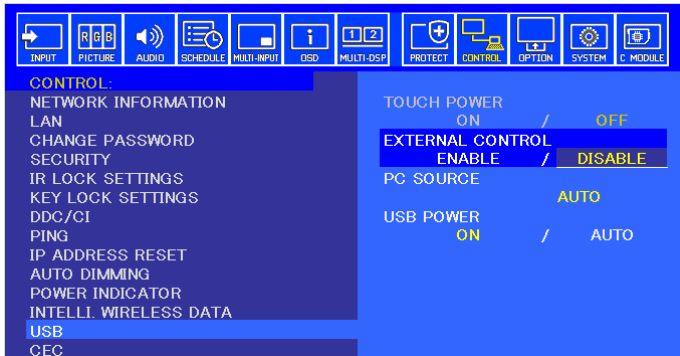 INPUT PICTURE AUDIO SCHEDULE MULTI-INPUT OSD MULTI-DSP PROTECT CONTROL OPTION SYSTEM C MODULE
R G B
i
1 2
CONTROL:
NETWORK INFORMATION
LAN
CHANGE PASSWORD
SECURITY
IR LOCK SETTINGS
KEY LOCK SETTINGS
DDC/CI
PING
IP ADDRESS RESET
AUTO DIMMING
POWER INDICATOR
INTELLI. WIRELESS DATA
USB
CEC
TOUCH POWER
ON / OFF
EXTERNAL CONTROL
ENABLE / DISABLE
PC SOURCE
AUTO
USB POWER
ON / AUTO